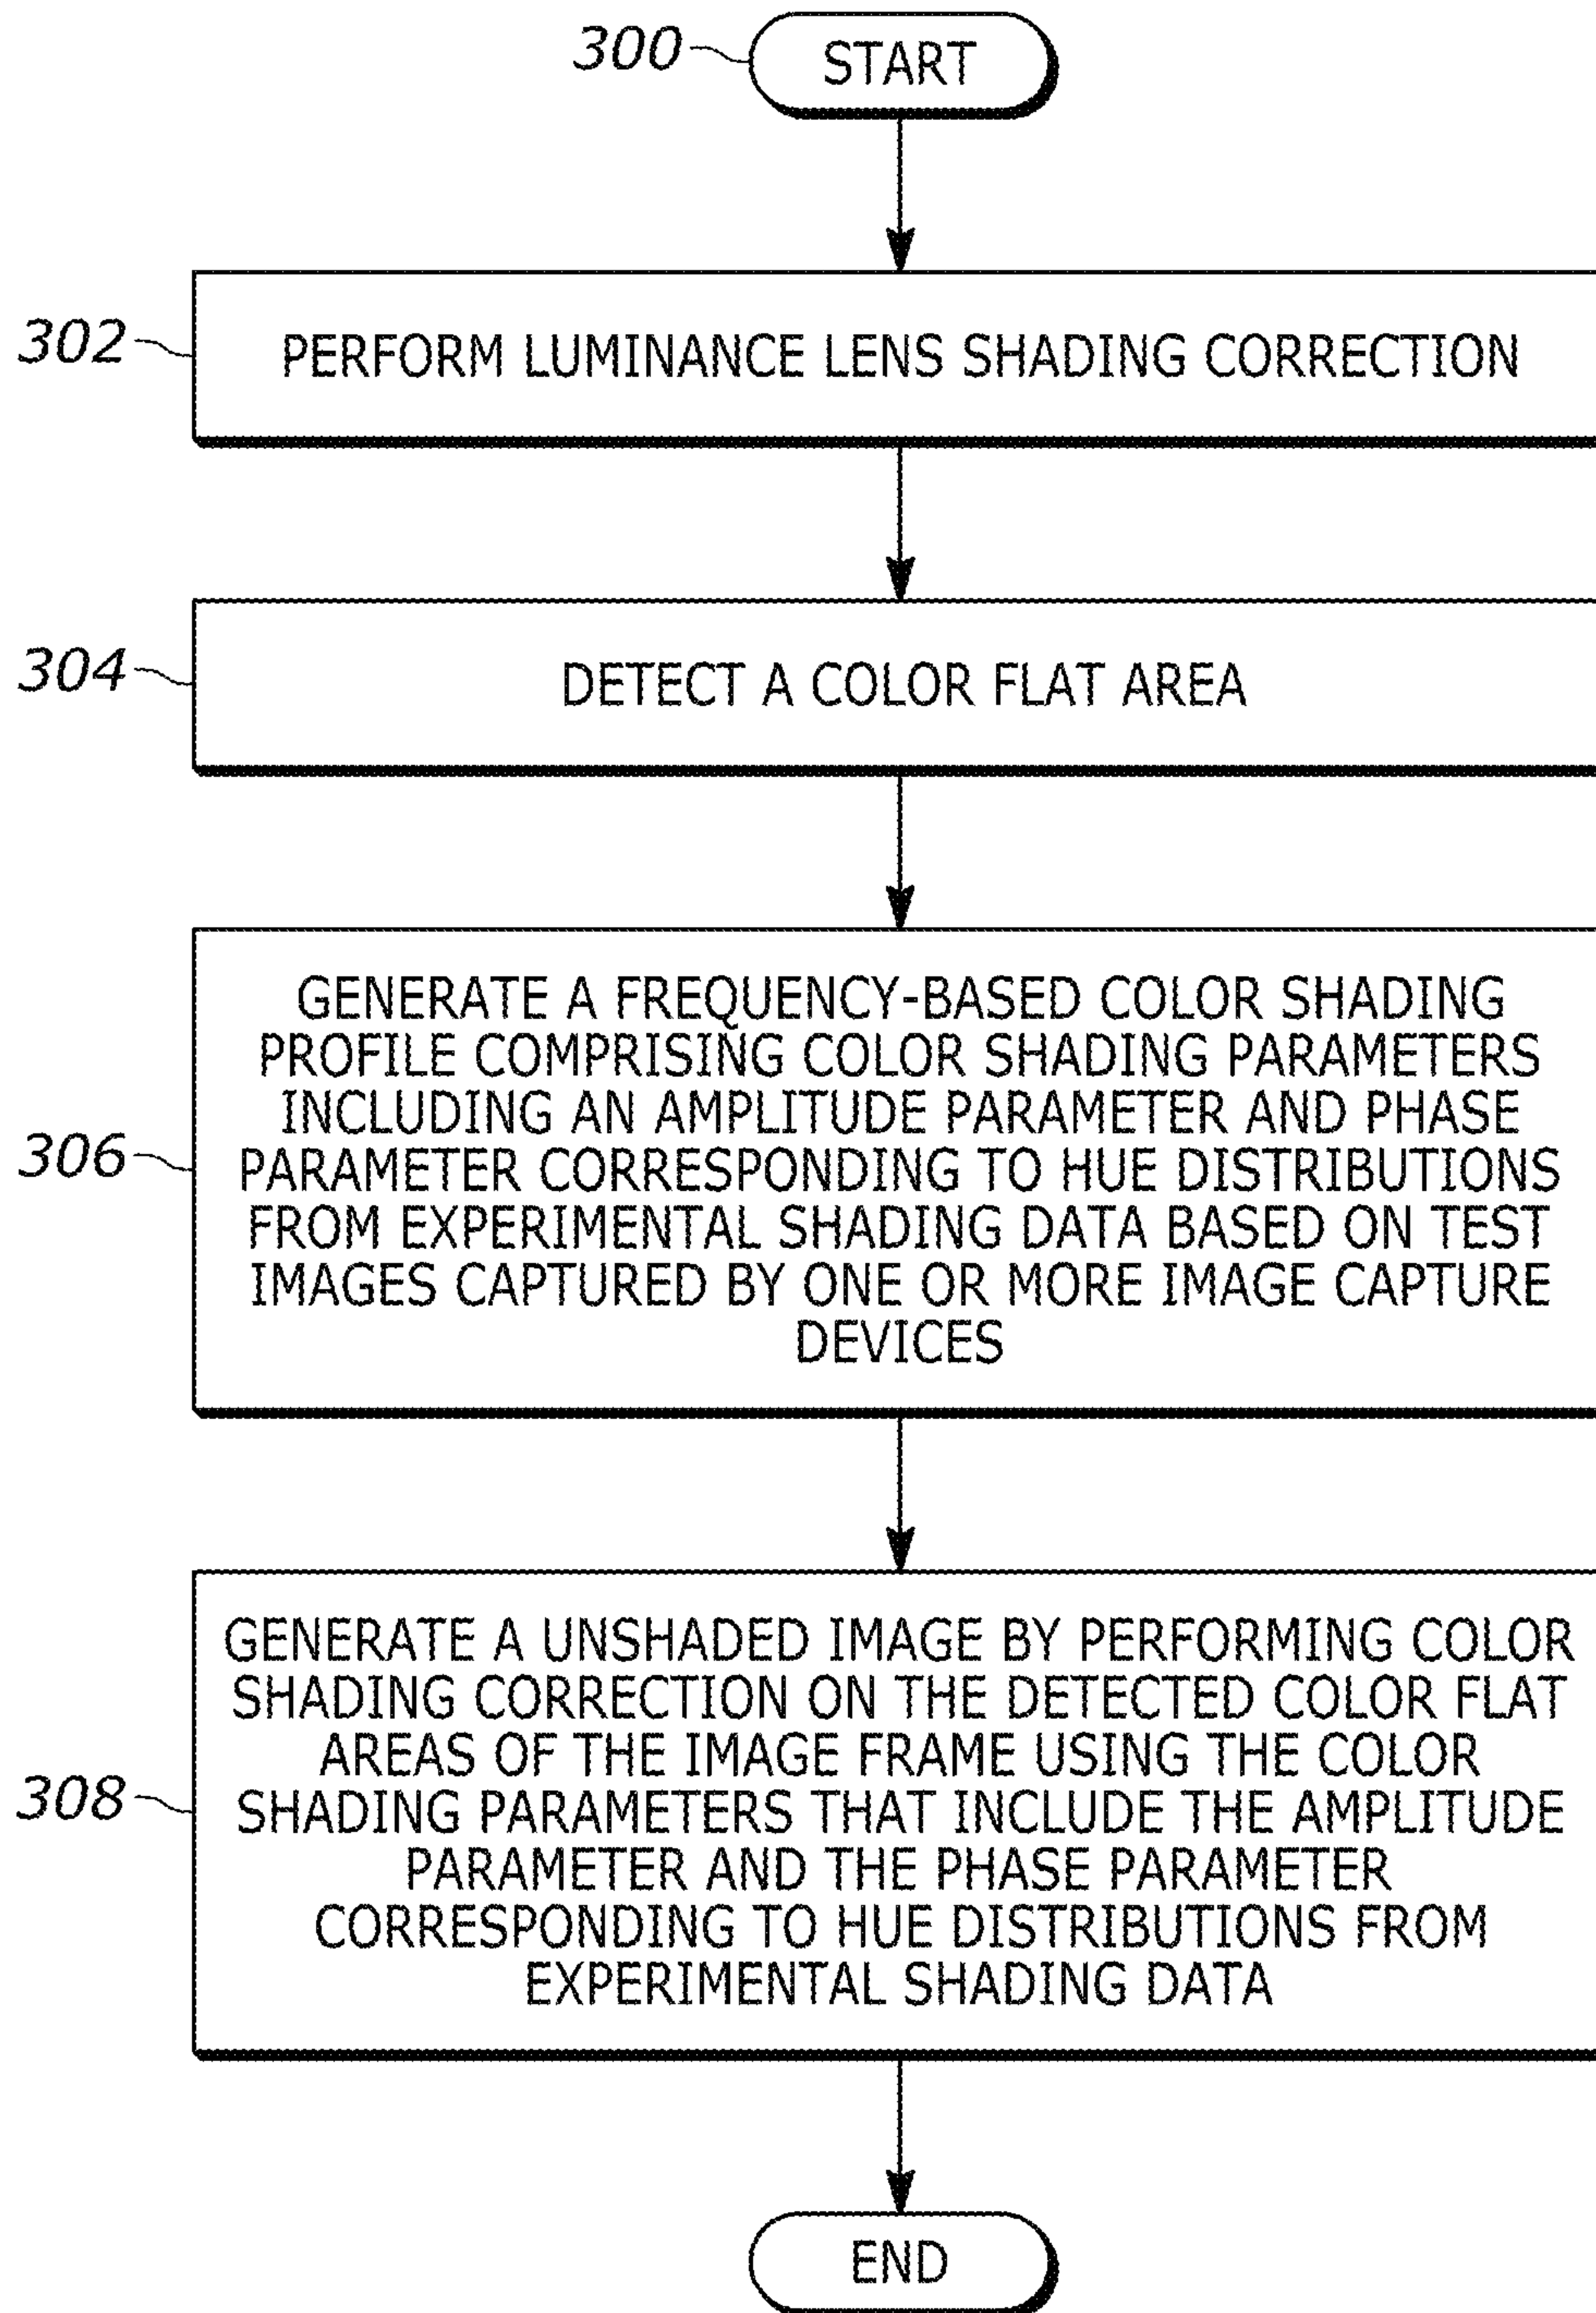 300
START
302
PERFORM LUMINANCE LENS SHADING CORRECTION
304
DETECT A COLOR FLAT AREA
306
GENERATE A FREQUENCY-BASED COLOR SHADING
PROFILE COMPRISING COLOR SHADING PARAMETERS
INCLUDING AN AMPLITUDE PARAMETER AND PHASE
PARAMETER CORRESPONDING TO HUE DISTRIBUTIONS
FROM EXPERIMENTAL SHADING DATA BASED ON TEST
IMAGES CAPTURED BY ONE OR MORE IMAGE CAPTURE
DEVICES
308
GENERATE A UNSHADED IMAGE BY PERFORMING COLOR
SHADING CORRECTION ON THE DETECTED COLOR FLAT
AREAS OF THE IMAGE FRAME USING THE COLOR
SHADING PARAMETERS THAT INCLUDE THE AMPLITUDE
PARAMETER AND THE PHASE PARAMETER
CORRESPONDING TO HUE DISTRIBUTIONS FROM
EXPERIMENTAL SHADING DATA
END